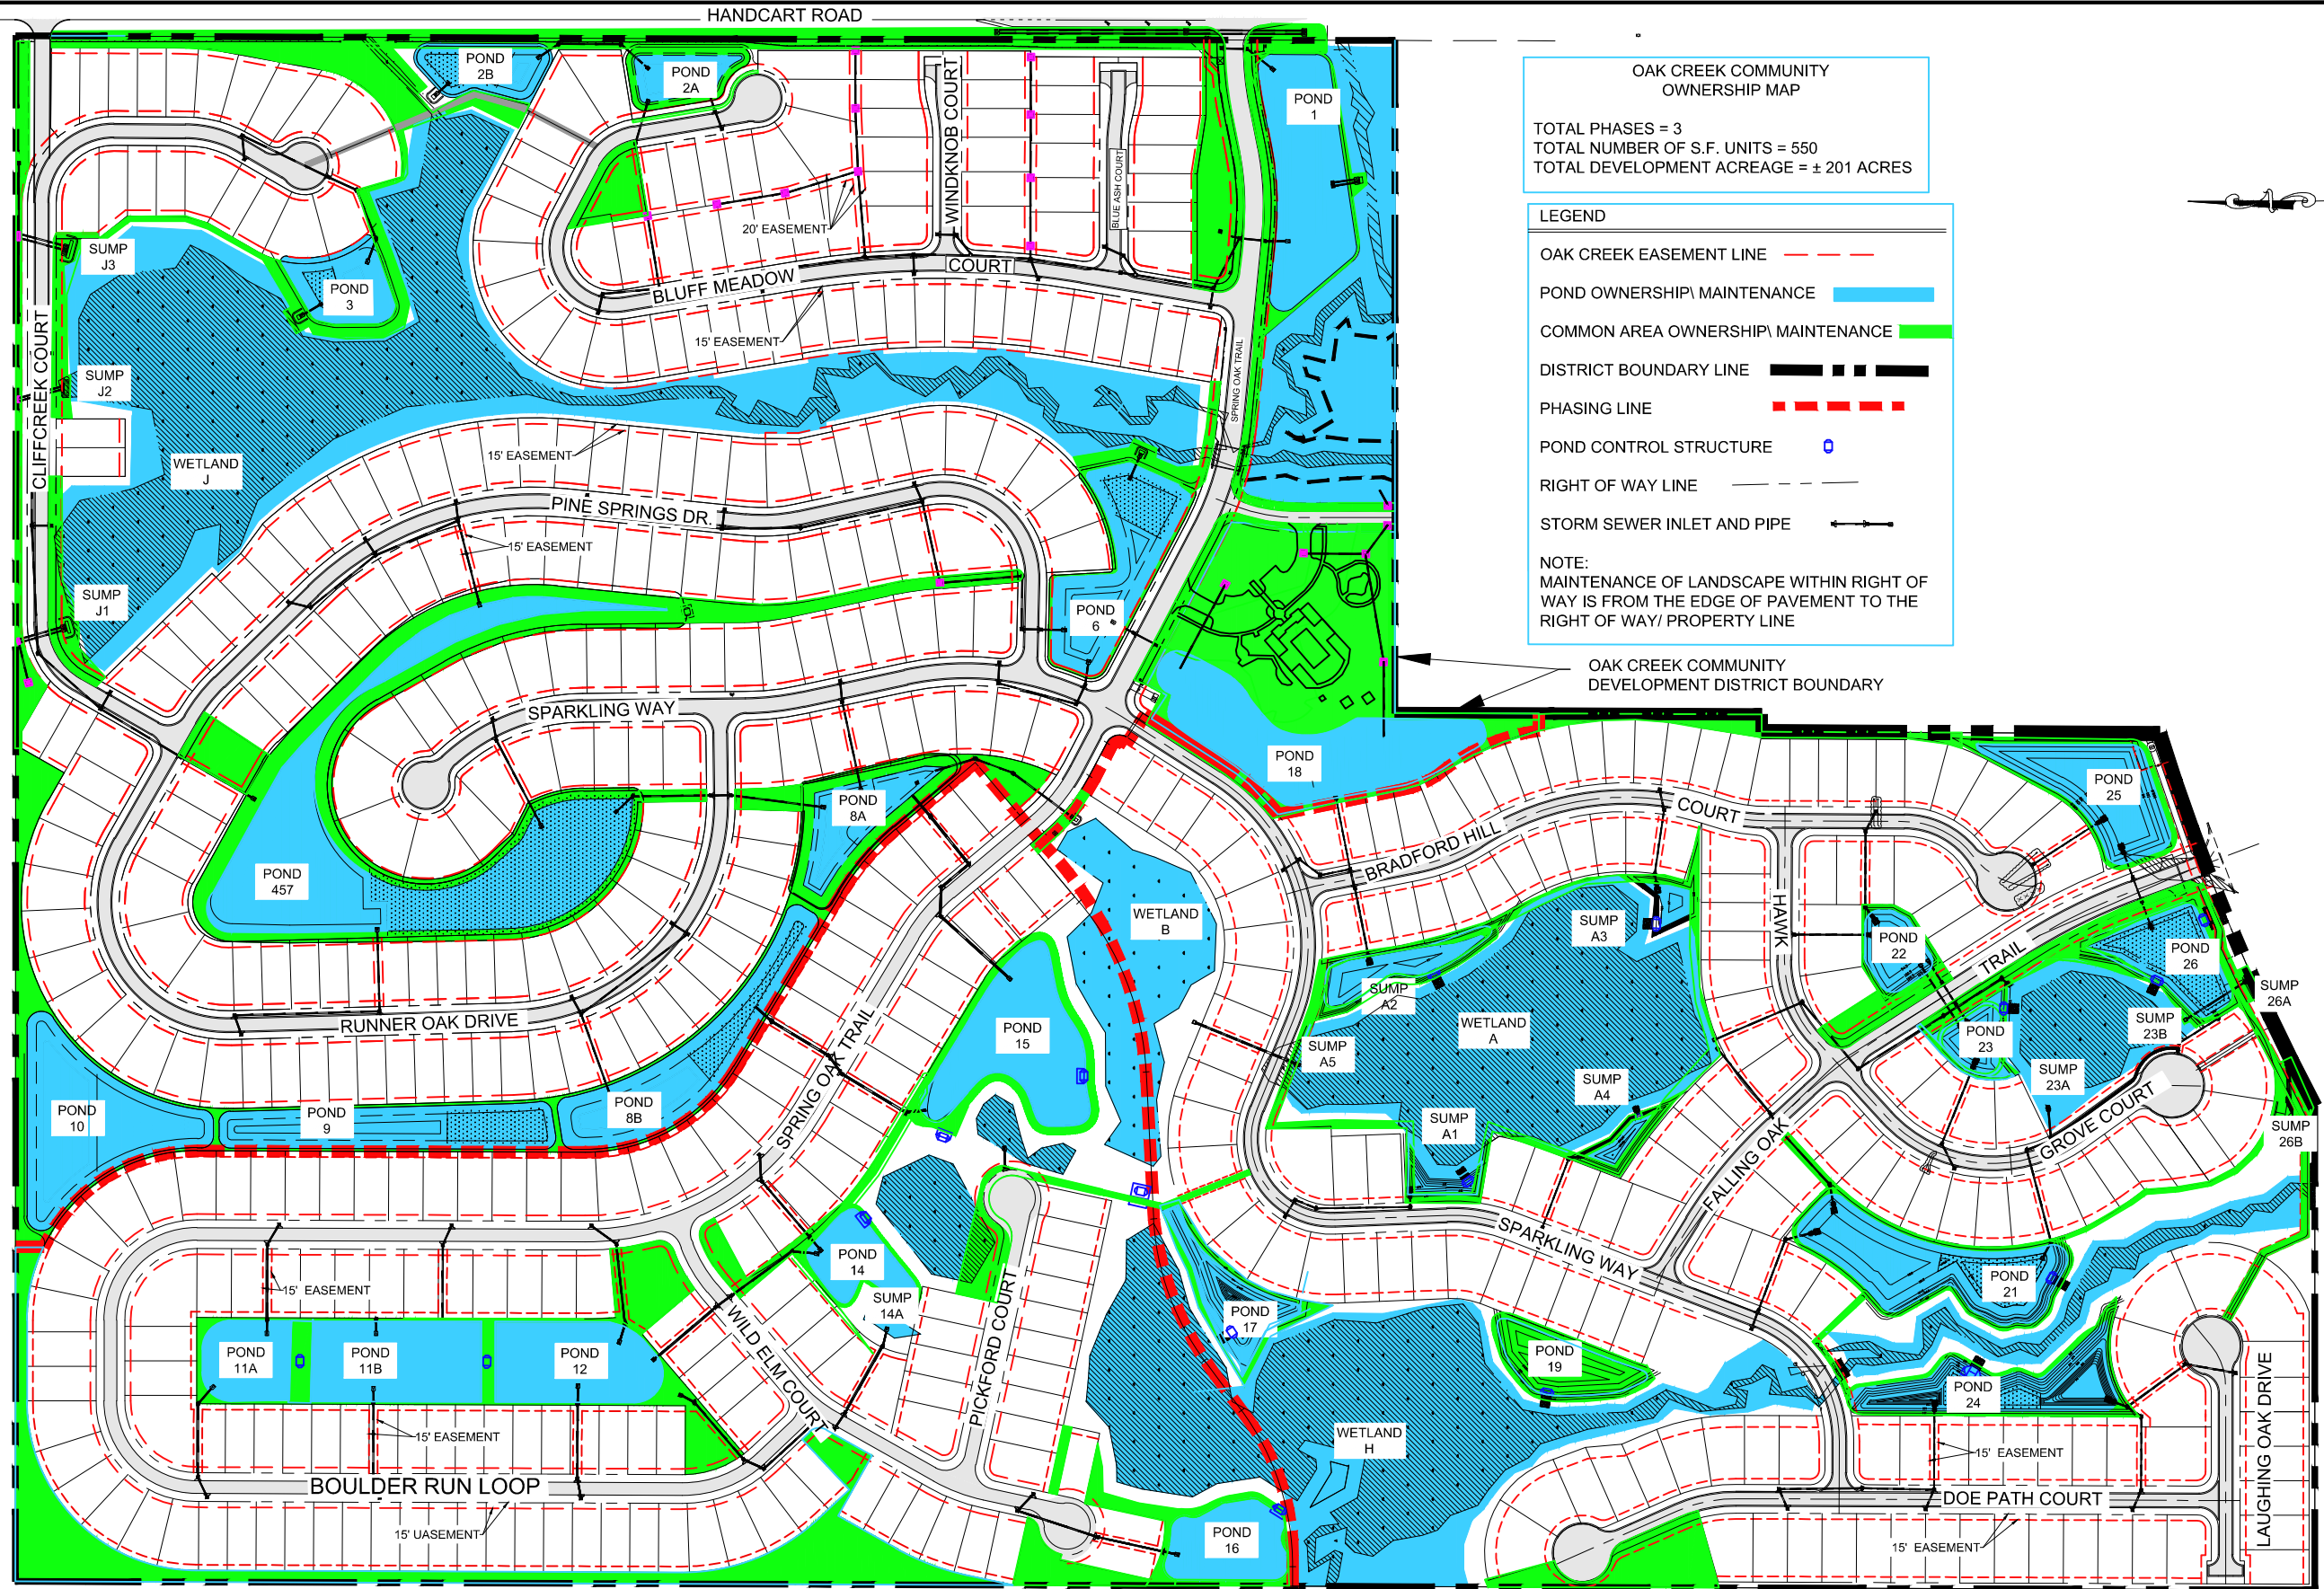 HANDCART ROAD
POND
2B
POND
2A
WINDKNOB COURT
BLUE ASH COURT
POND
1
OAK CREEK COMMUNITY
OWNERSHIP MAP
TOTAL PHASES = 3
TOTAL NUMBER OF S.F. UNITS = 550
TOTAL DEVELOPMENT ACREAGE = ± 201 ACRES
LEGEND
OAK CREEK EASEMENT LINE
POND OWNERSHIP\ MAINTENANCE
COMMON AREA OWNERSHIP\ MAINTENANCE
DISTRICT BOUNDARY LINE
PHASING LINE
POND CONTROL STRUCTURE
RIGHT OF WAY LINE
STORM SEWER INLET AND PIPE
NOTE:
MAINTENANCE OF LANDSCAPE WITHIN RIGHT OF
WAY IS FROM THE EDGE OF PAVEMENT TO THE
RIGHT OF WAY/ PROPERTY LINE
OAK CREEK COMMUNITY
DEVELOPMENT DISTRICT BOUNDARY
20' EASEMENT
SUMP
J3
POND
3
BLUFF MEADOW
COURT
15' EASEMENT
CLIFFCREEK COURT
SUMP
J2
SPRING OAK TRAIL
WETLAND
J
15' EASEMENT
PINE SPRINGS DR.
15' EASEMENT
SUMP
J1
POND
6
SPARKLING WAY
POND
18
POND
8A
POND
457
COURT
BRADFORD HILL
POND
25
WETLAND
B
SUMP
A3
HAWK
POND
22
TRAIL
POND
26
SUMP
26A
SUMP
A2
WETLAND
A
SUMP
A5
SUMP
A4
SUMP
A1
POND
23
SUMP
23B
SUMP
23A
GROVE COURT
SUMP
26B
RUNNER OAK DRIVE
POND
15
SPRING OAK TRAIL
POND
10
POND
9
POND
8B
FALLING OAK
SPARKLING WAY
POND
14
SUMP
14A
15' EASEMENT
POND
11A
POND
11B
POND
12
WILD ELM COURT
PICKFORD COURT
POND
17
POND
19
POND
21
POND
24
15' EASEMENT
WETLAND
H
15' EASEMENT
BOULDER RUN LOOP
15' UASEMENT
POND
16
DOE PATH COURT
15' EASEMENT
LAUGHING OAK DRIVE